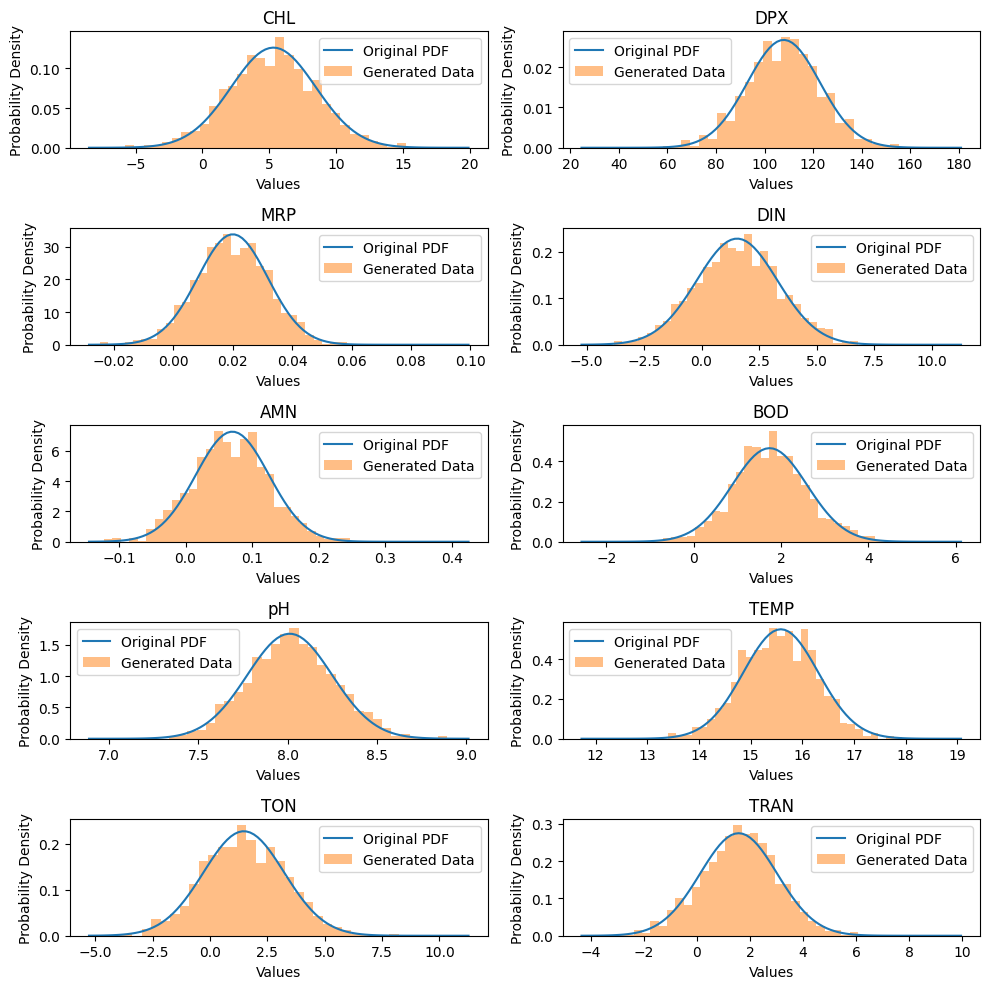 CHL
Probability Density
0.10
0.05
0.00
Original PDF
Generated Data
−5 0 5 10 15 20
Values
DPX
Probability Density
0.02
0.01
0.00
Original PDF
Generated Data
20 40 60 80 100 120 140 160 180
Values
MRP
Probability Density
30
20
10
0
Original PDF
Generated Data
−0.02 0.00 0.02 0.04 0.06 0.08 0.10
Values
DIN
Probability Density
0.2
0.1
0.0
Original PDF
Generated Data
−5.0 −2.5 0.0 2.5 5.0 7.5 10.0
Values
AMN
Probability Density
6
4
2
0
Original PDF
Generated Data
−0.1 0.0 0.1 0.2 0.3 0.4
Values
BOD
Probability Density
0.4
0.2
0.0
Original PDF
Generated Data
−2 0 2 4 6
Values
pH
Probability Density
1.5
1.0
0.5
0.0
Original PDF
Generated Data
7.0 7.5 8.0 8.5 9.0
Values
TEMP
Probability Density
0.4
0.2
0.0
Original PDF
Generated Data
12 13 14 15 16 17 18 19
Values
TON
Probability Density
0.2
0.1
0.0
Original PDF
Generated Data
−5.0 −2.5 0.0 2.5 5.0 7.5 10.0
Values
TRAN
Probability Density
0.3
0.2
0.1
0.0
Original PDF
Generated Data
−4 −2 0 2 4 6 8 10
Values